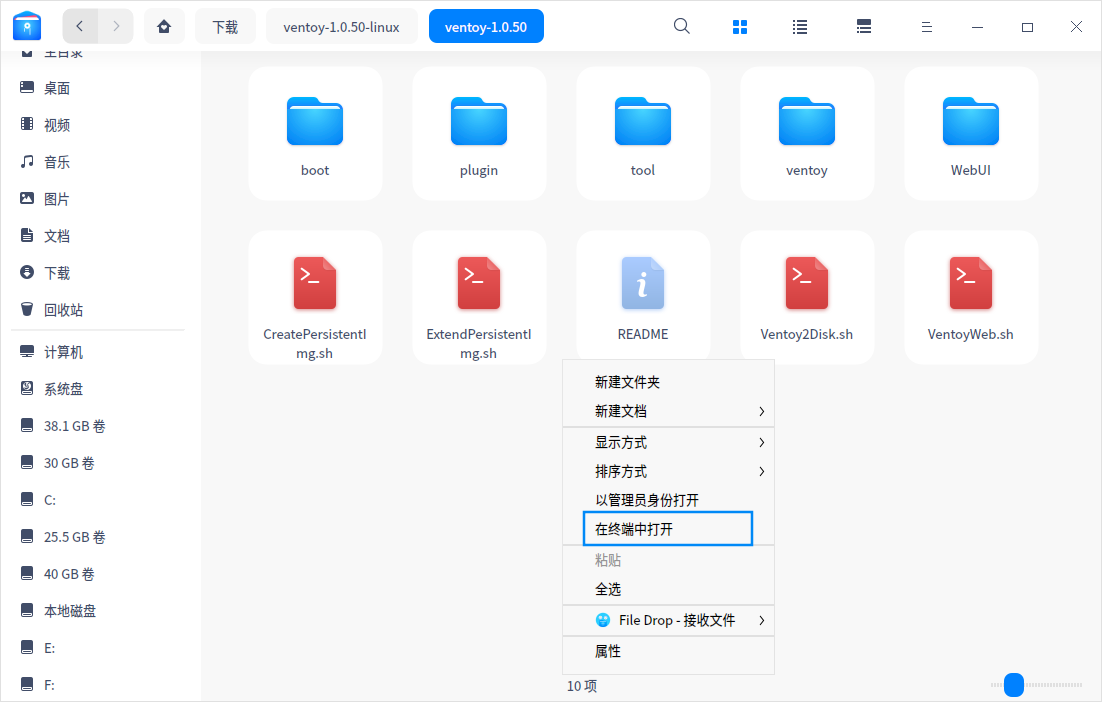 下载
ventoy-1.0.50-linux
ventoy-1.0.50
主目录
桌面
视频
音乐
图片
文档
下载
回收站
计算机
系统盘
38.1 GB 卷
30 GB 卷
C:
25.5 GB 卷
40 GB 卷
本地磁盘
E:
F:
boot
plugin
tool
ventoy
WebUI
CreatePersistentI
mg.sh
ExtendPersistentI
mg.sh
README
Ventoy2Disk.sh
VentoyWeb.sh
新建文件夹
新建文档
显示方式
排序方式
以管理员身份打开
在终端中打开
粘贴
全选
File Drop - 接收文件
属性
10 项